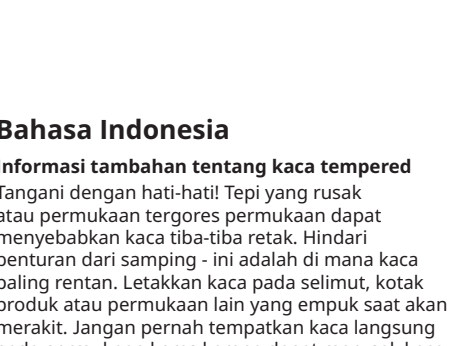 Bahasa Indonesia
Informasi tambahan tentang kaca tempered
Tangani dengan hati-hati! Tepi yang rusak
atau permukaan tergores permukaan dapat
menyebabkan kaca tiba-tiba retak. Hindari
benturan dari samping - ini adalah di mana kaca
paling rentan. Letakkan kaca pada selimut, kotak
produk atau permukaan lain yang empuk saat akan
merakit. Jangan pernah tempatkan kaca langsung